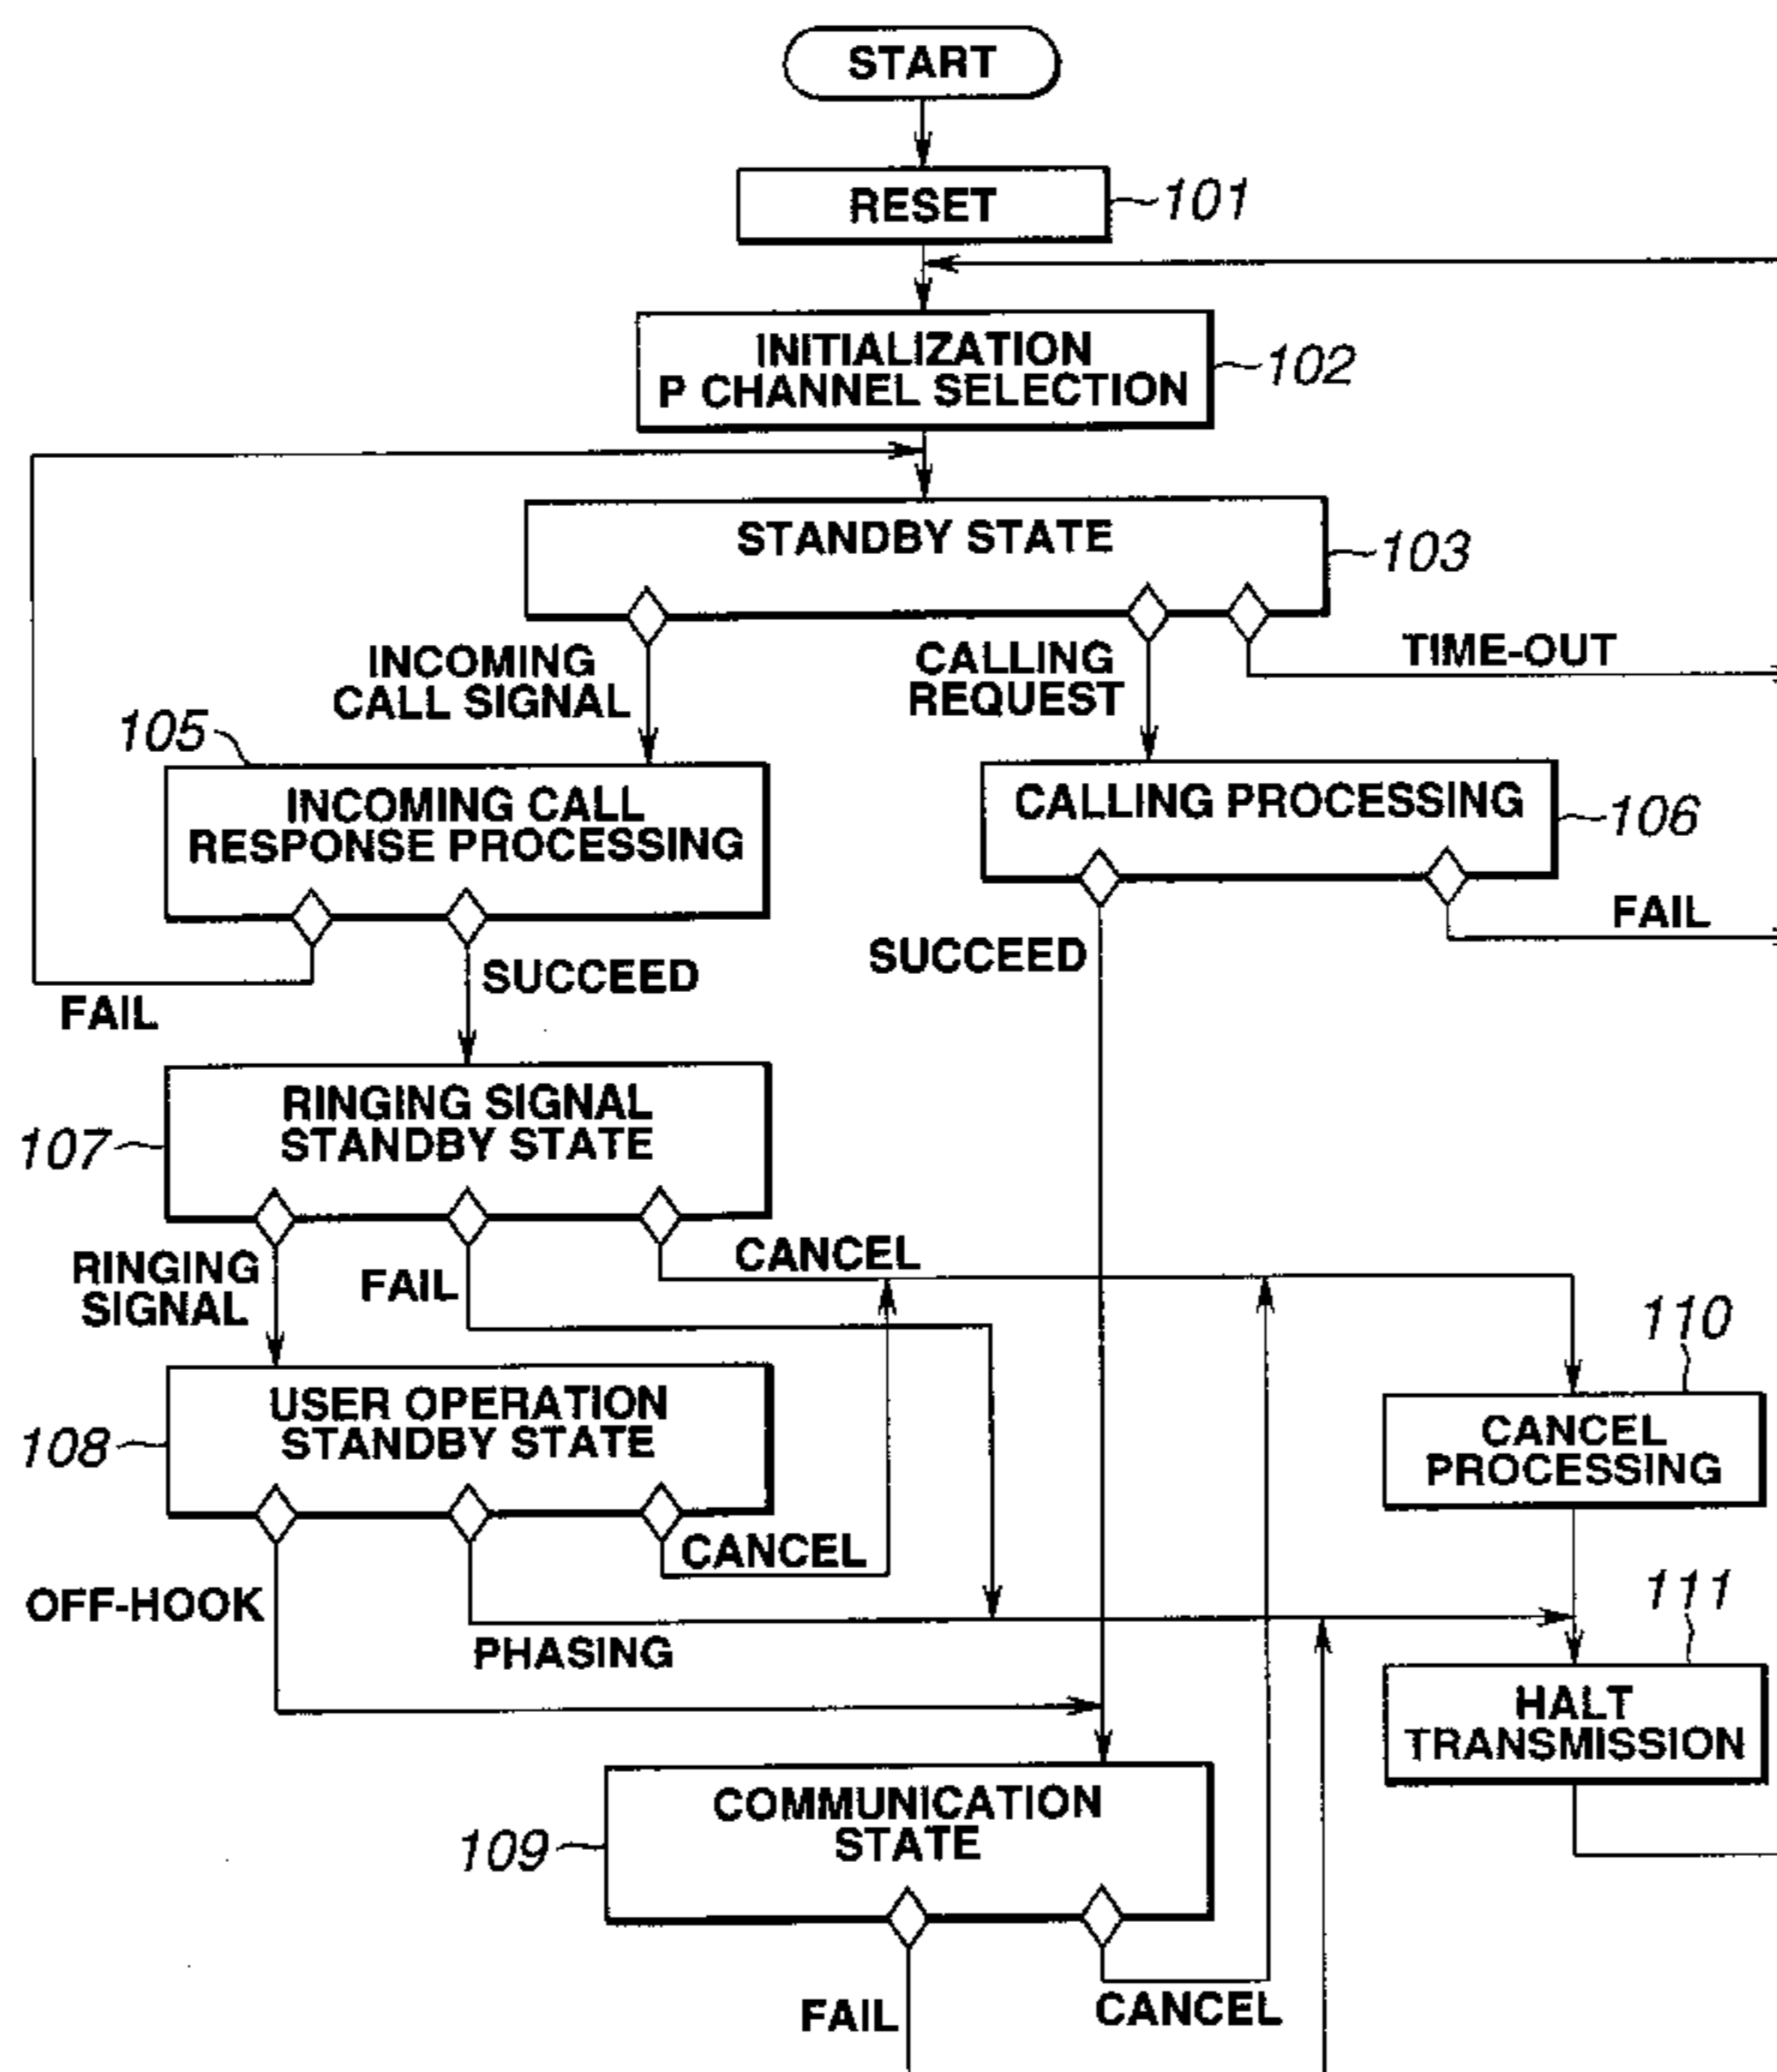 START
RESET
101
INITIALIZATION
P CHANNEL SELECTION
102
STANDBY STATE
103
INCOMING
CALL SIGNAL
CALLING
REQUEST
TIME-OUT
105
INCOMING CALL
RESPONSE PROCESSING
CALLING PROCESSING
106
FAIL
SUCCEED
SUCCEED
FAIL
RINGING SIGNAL
STANDBY STATE
107
RINGING
SIGNAL
FAIL
CANCEL
110
USER OPERATION
STANDBY STATE
108
CANCEL
PROCESSING
CANCEL
OFF-HOOK
PHASING
111
HALT
TRANSMISSION
COMMUNICATION
STATE
109
FAIL
CANCEL